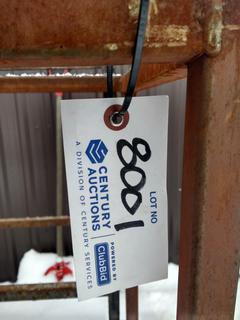 LOT NO
8001
CENTURY
AUCTIONS
A DIVISION OF CENTURY SERVICES
POWERED BY
ClubBid